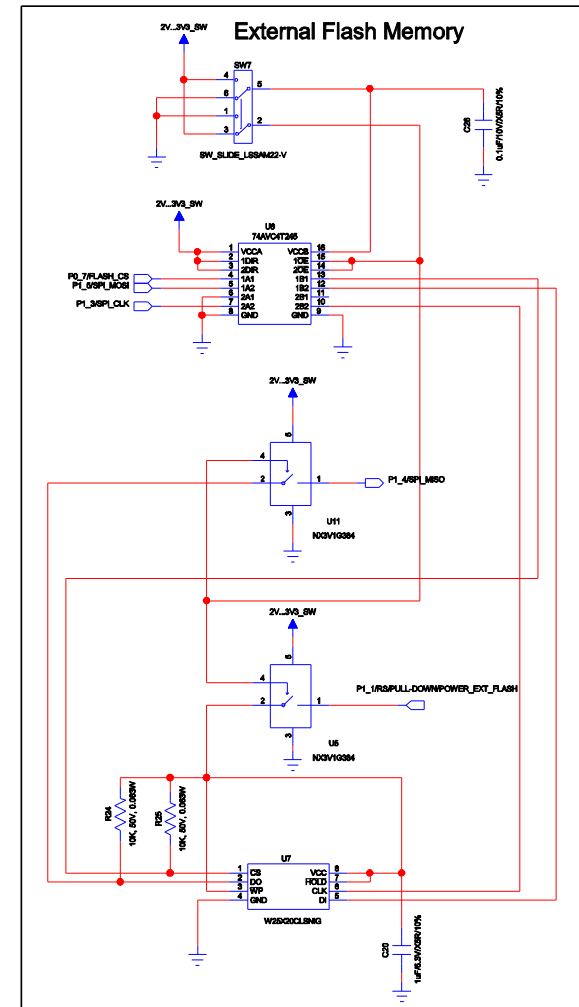 External Flash Memory
2V...3V3_SW
SW7
4
5
6
1
2
3
SW_SLIDE_LSSAM22-V
C26
0.1uF/10V/X5R/10%
2V...3V3_SW
U6
74AVC4T245
1 VCCA VCCB 16
2 1DIR 1OE 15
3 2DIR 2OE 14
P0_7/FLASH_CS 4 1A1 1B1 13
P1_5/SPI_MOSI 5 1A2 1B2 12
6 2A1 2B1 11
P1_3/SPI_CLK 7 2A2 2B2 10
8 GND GND 9
2V...3V3_SW
5
4
2 1 P1_4/SPI_MISO
3
U11
NX3V1G384
2V...3V3_SW
5
4
2 1 P1_1/RS/PULL-DOWN/POWER_EXT_FLASH
3
U5
NX3V1G384
R24
10K, 50V, 0.063W
R25
10K, 50V, 0.063W
U7
1 CS VCC 8
2 DO HOLD 7
3 WP CLK 6
4 GND DI 5
W25X20CLSNIG
C20
1uF/6.3V/X5R/10%